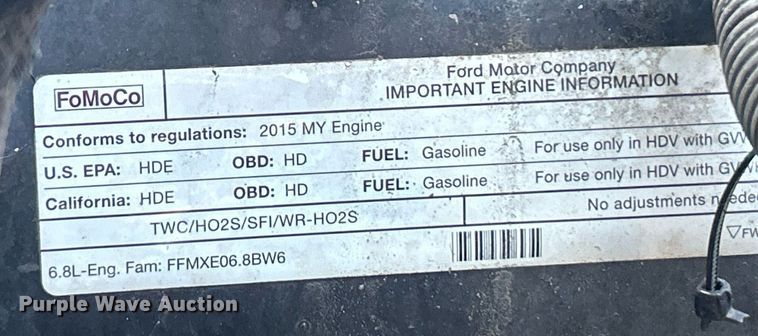 FoMoCo
Ford Motor Company
IMPORTANT ENGINE INFORMATION
Conforms to regulations: 2015 MY Engine
U.S. EPA: HDE OBD: HD FUEL: Gasoline For use only in HDV with
California: HDE OBD: HD FUEL: Gasoline For use only in HDV with
TWC/HO2S/SFI/WR-HO2S No adjustments
6.8L-Eng. Fam: FFMXE06.8BW6
Purple Wave Auction